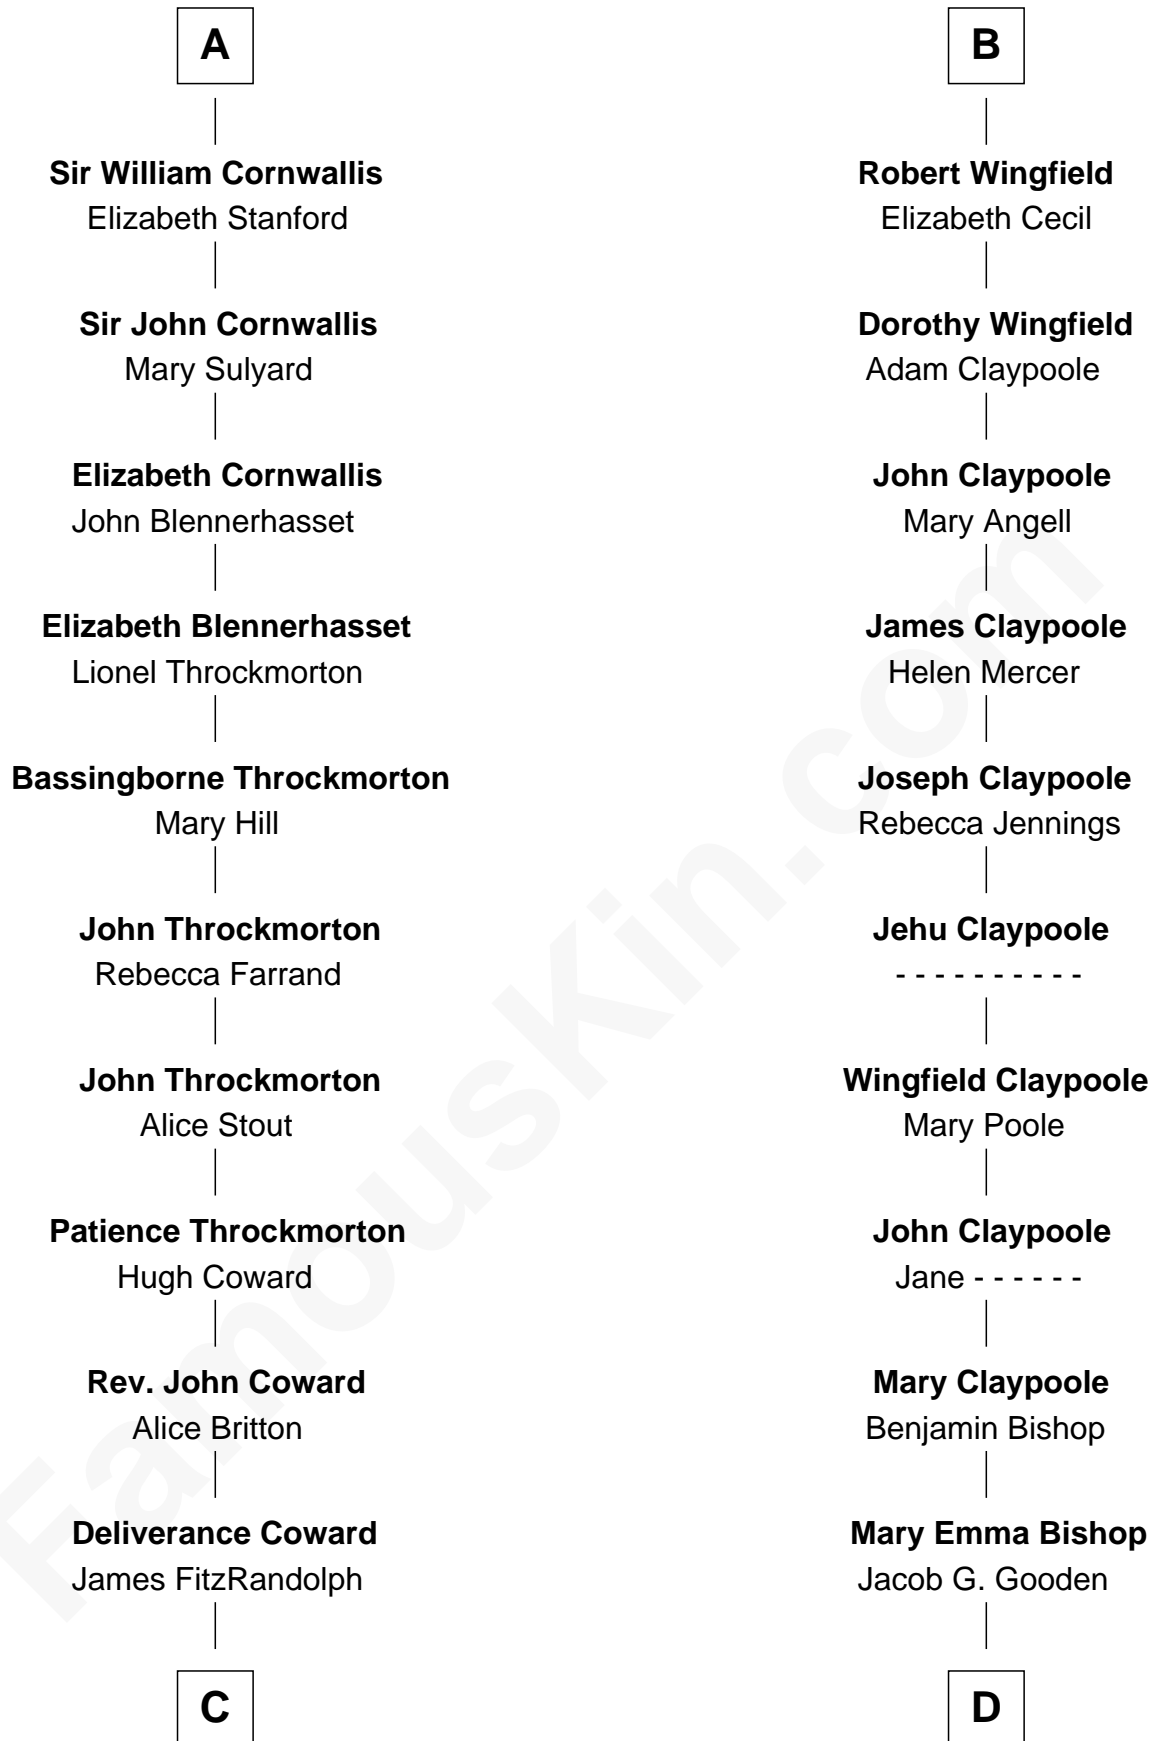 A
Sir William Cornwallis
Elizabeth Stanford
Sir John Cornwallis
Mary Sulyard
Elizabeth Cornwallis
John Blennerhasset
Elizabeth Blennerhasset
Lionel Throckmorton
Bassingborne Throckmorton
Mary Hill
John Throckmorton
Rebecca Farrand
John Throckmorton
Alice Stout
Patience Throckmorton
Hugh Coward
Rev. John Coward
Alice Britton
Deliverance Coward
James FitzRandolph
C
B
Robert Wingfield
Elizabeth Cecil
Dorothy Wingfield
Adam Claypoole
John Claypoole
Mary Angell
James Claypoole
Helen Mercer
Joseph Claypoole
Rebecca Jennings
Jehu Claypoole
- - - - - - - - - -
Wingfield Claypoole
Mary Poole
John Claypoole
Jane - - - - - -
Mary Claypoole
Benjamin Bishop
Mary Emma Bishop
Jacob G. Gooden
D
FamousKin.com